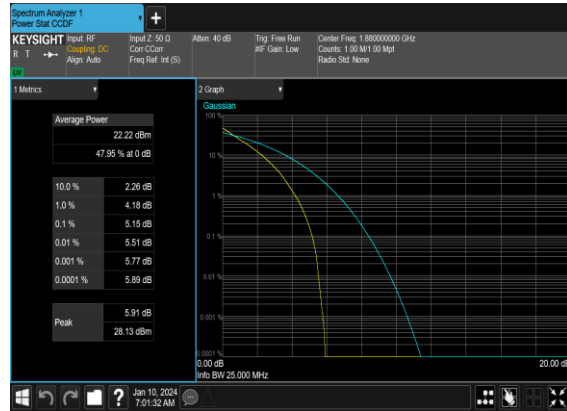 Spectrum Analyzer 1
Power Stat CCDF
KEYSIGHT
R T
LW
Input: RF
Coupling: DC
Align: Auto
Input Z: 50 Ω
Corr CCorr
Freq Ref: Int (S)
Atten: 40 dB
Trig: Free Run
#IF Gain: Low
Center Freq: 1.880000000 GHz
Counts: 1.00 M/1.00 Mpt
Radio Std: None
1 Metrics
Average Power
22.22 dBm
47.95 % at 0 dB
10.0 % 2.26 dB
1.0 % 4.18 dB
0.1 % 5.15 dB
0.01 % 5.51 dB
0.001 % 5.77 dB
0.0001 % 5.89 dB
Peak
5.91 dB
28.13 dBm
2 Graph
Gaussian
100 %
10 %
1 %
0.1 %
0.01 %
0.001 %
0.0001 %
0.00 dB
20.00 dB
Info BW 25.000 MHz
?
Jan 10, 2024
7:01:32 AM